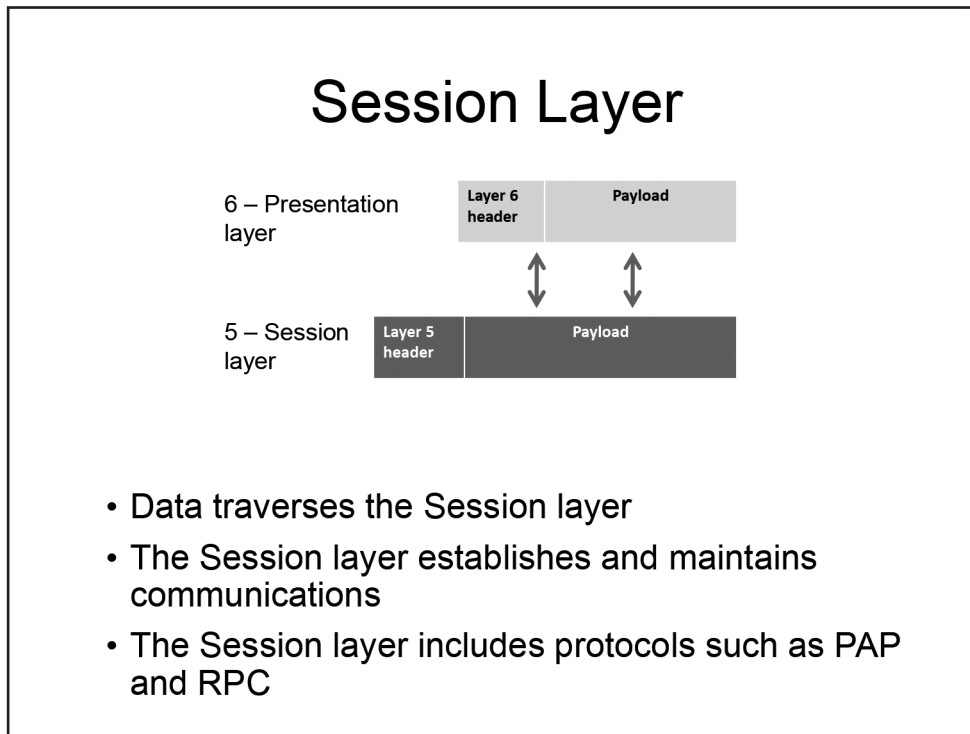 Session Layer
6 – Presentation
layer
Layer 6
header
Payload
5 – Session
layer
Layer 5
header
Payload
• Data traverses the Session layer
• The Session layer establishes and maintains
communications
• The Session layer includes protocols such as PAP
and RPC